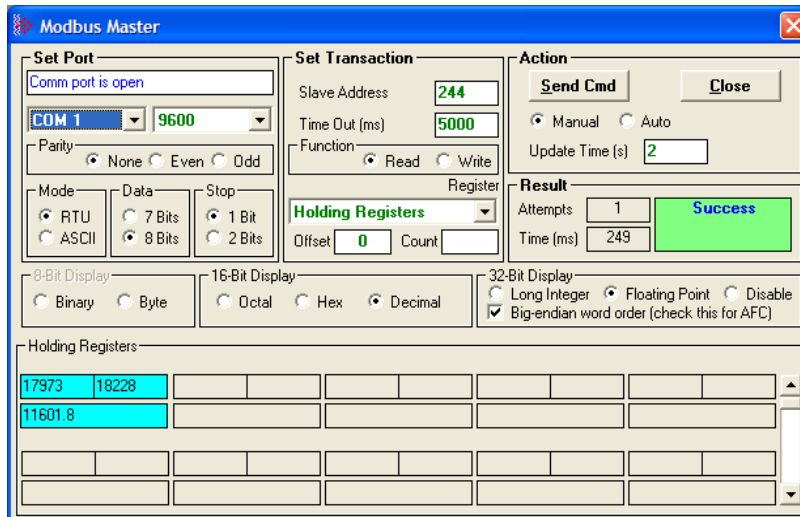 Modbus Master
Set Port
Comm port is open
COM 1 9600
Parity
None Even Odd
Mode Data Stop
RTU 7 Bits 1 Bit
ASCII 8 Bits 2 Bits
Set Transaction
Slave Address 244
Time Out (ms) 5000
Function
Read Write
Register
Holding Registers
Offset 0 Count
Action
Send Cmd Close
Manual Auto
Update Time (s) 2
Result
Attempts 1 Success
Time (ms) 249
8-Bit Display
Binary Byte
16-Bit Display
Octal Hex Decimal
32-Bit Display
Long Integer Floating Point Disable
Big-endian word order (check this for AFC)
Holding Registers
17973 18228
11601.8